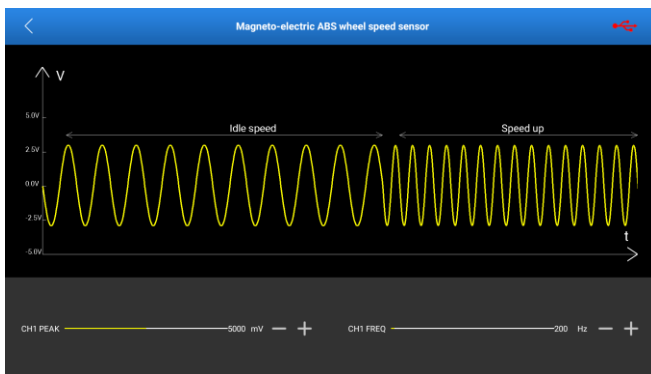 Magneto-electric ABS wheel speed sensor
V
5.0V
Idle speed
Speed up
2.5V
0.0V
-2.5V
t
-5.0V
CH1 PEAK 5000 mV
CH1 FREQ 200 Hz